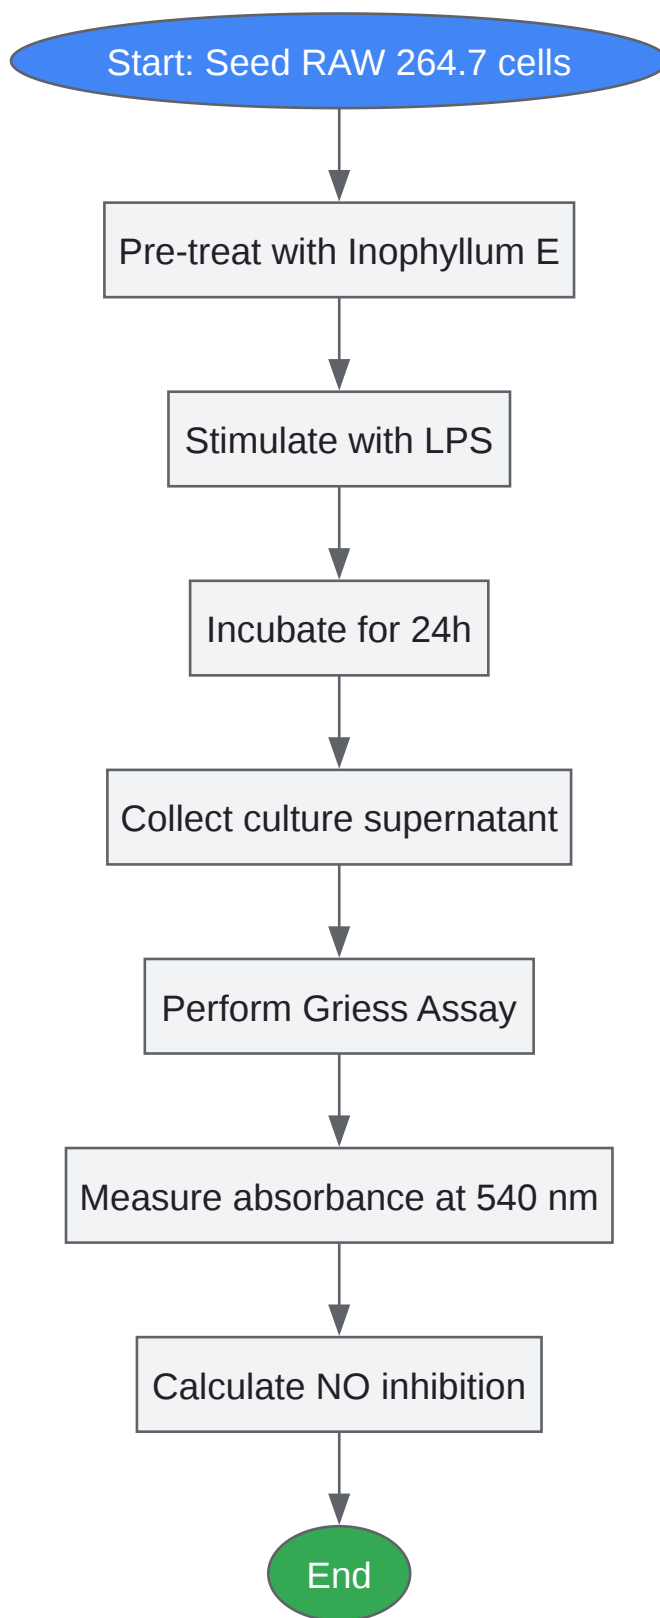 Start: Seed RAW 264.7 cells
Pre-treat with Inophyllum E
Stimulate with LPS
Incubate for 24h
Collect culture supernatant
Perform Griess Assay
Measure absorbance at 540 nm
Calculate NO inhibition
End